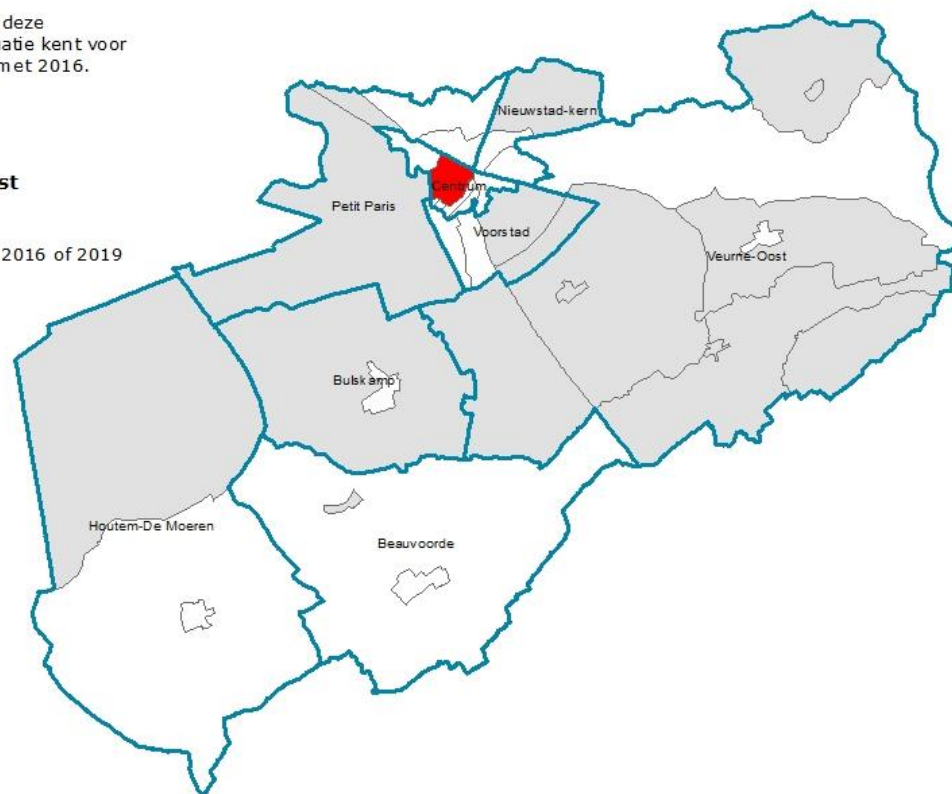 deze
atie kent voor
met 2016.
st
2016 of 2019
Nieuwstad-kern
Centrum
Petit Paris
Voorstad
Veurne-Oost
Bulskamp
Houtem-De Moeren
Beauvoorde